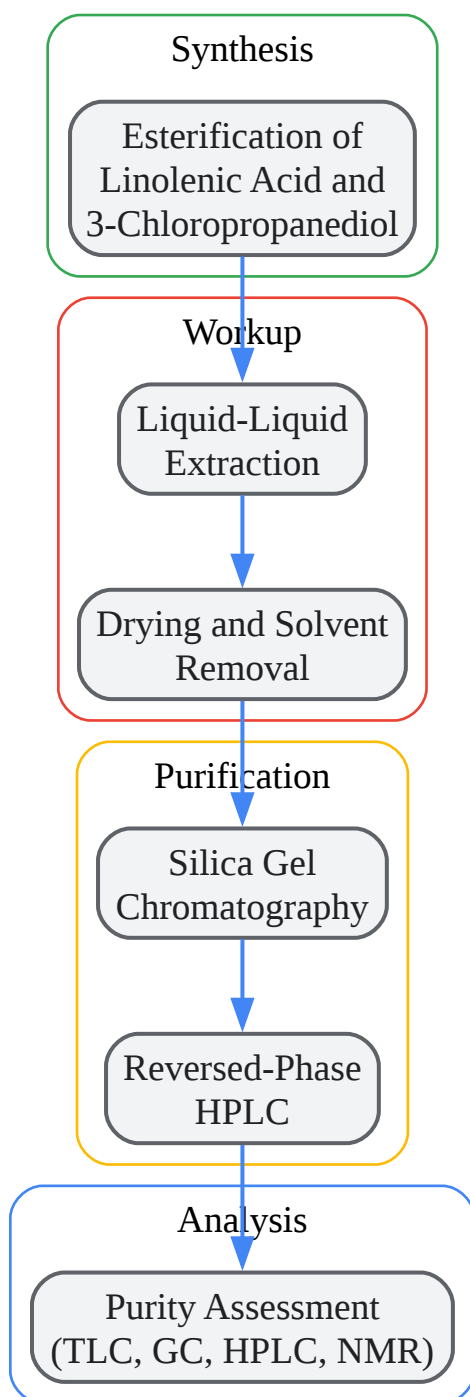 Synthesis
Esterification of
Linolenic Acid and
3-Chloropropanediol
Workup
Liquid-Liquid
Extraction
Drying and Solvent
Removal
Purification
Silica Gel
Chromatography
Reversed-Phase
HPLC
Analysis
Purity Assessment
(TLC, GC, HPLC, NMR)